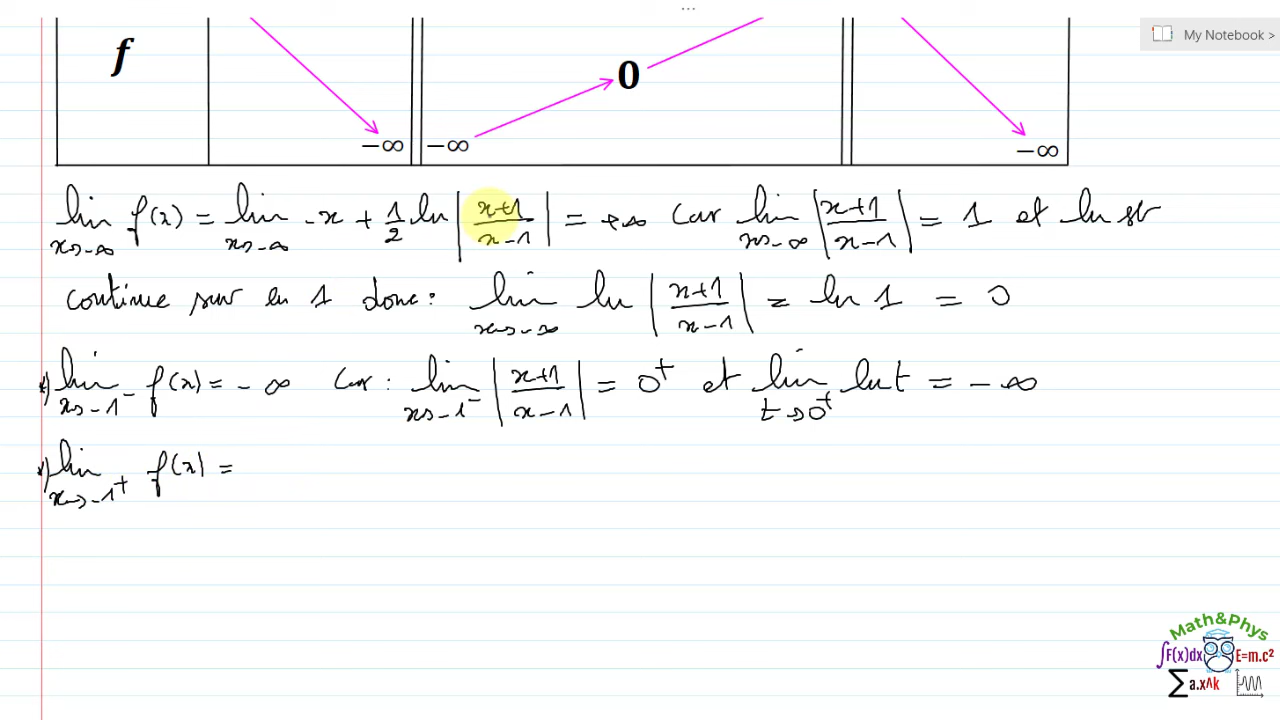 ...
My Notebook >
f
0
−∞
−∞
−∞
lim x→-∞ f(x) = lim x→-∞ -x + 1/2 ln |x+1/x-1| = +∞ Car lim x→-∞ |x+1/x-1| = 1 et ln st
continue sur en 1 donc: lim x→-∞ ln |x+1/x-1| = ln 1 = 0
*) lim x→-1⁻ f(x) = -∞ Car: lim x→-1⁻ |x+1/x-1| = 0⁺ et lim t→0⁺ ln t = -∞
*) lim x→-1⁺ f(x) =
Math&Phys
∫F(x)dx E=m.c²
∑ a.x∧k